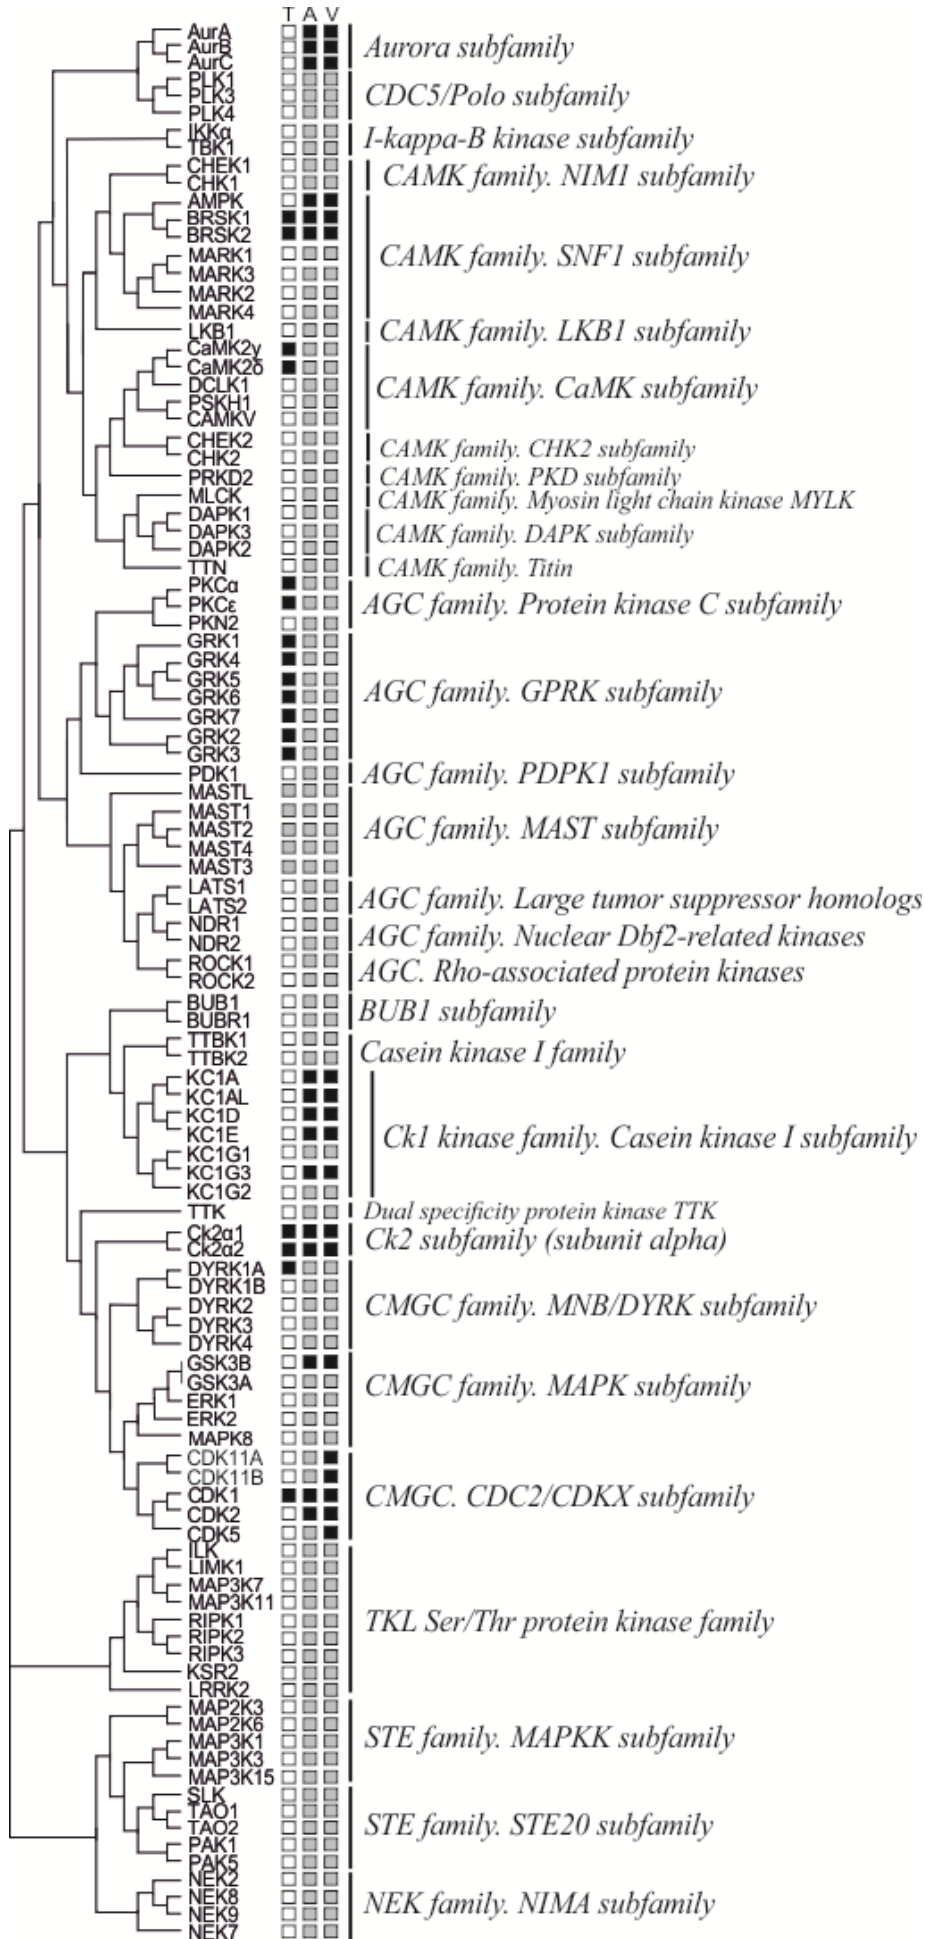 T A V
AurA
AurB
AurC
Aurora subfamily
PLK1
PLK3
PLK4
CDC5/Polo subfamily
IKKα
TBK1
I-kappa-B kinase subfamily
CHEK1
CHK1
CAMK family. NIM1 subfamily
AMPK
BRSK1
BRSK2
MARK1
MARK3
MARK2
MARK4
CAMK family. SNF1 subfamily
LKB1
CAMK family. LKB1 subfamily
CaMK2γ
CaMK2δ
DCLK1
PSKH1
CAMKV
CAMK family. CaMK subfamily
CHEK2
CHK2
CAMK family. CHK2 subfamily
PRKD2
CAMK family. PKD subfamily
MLCK
CAMK family. Myosin light chain kinase MYLK
DAPK1
DAPK3
DAPK2
CAMK family. DAPK subfamily
TTN
CAMK family. Titin
PKCα
PKCε
PKN2
AGC family. Protein kinase C subfamily
GRK1
GRK4
GRK5
GRK6
GRK7
GRK2
GRK3
AGC family. GPRK subfamily
PDK1
AGC family. PDPK1 subfamily
MASTL
MAST1
MAST2
MAST4
MAST3
AGC family. MAST subfamily
LATS1
LATS2
AGC family. Large tumor suppressor homologs
NDR1
NDR2
AGC family. Nuclear Dbf2-related kinases
ROCK1
ROCK2
AGC. Rho-associated protein kinases
BUB1
BUBR1
BUB1 subfamily
TTBK1
TTBK2
Casein kinase I family
KC1A
KC1AL
KC1D
KC1E
KC1G1
KC1G3
KC1G2
Ck1 kinase family. Casein kinase I subfamily
TTK
Dual specificity protein kinase TTK
Ck2α1
Ck2α2
Ck2 subfamily (subunit alpha)
DYRK1A
DYRK1B
DYRK2
DYRK3
DYRK4
CMGC family. MNB/DYRK subfamily
GSK3B
GSK3A
ERK1
ERK2
MAPK8
CMGC family. MAPK subfamily
CDK11A
CDK11B
CDK1
CDK2
CDK5
CMGC. CDC2/CDKX subfamily
ILK
LIMK1
MAP3K7
MAP3K11
RIPK1
RIPK2
RIPK3
KSR2
LRRK2
TKL Ser/Thr protein kinase family
MAP2K3
MAP2K6
MAP3K1
MAP3K3
MAP3K15
STE family. MAPKK subfamily
SLK
TAO1
TAO2
PAK1
PAK5
STE family. STE20 subfamily
NEK2
NEK8
NEK9
NEK7
NEK family. NIMA subfamily